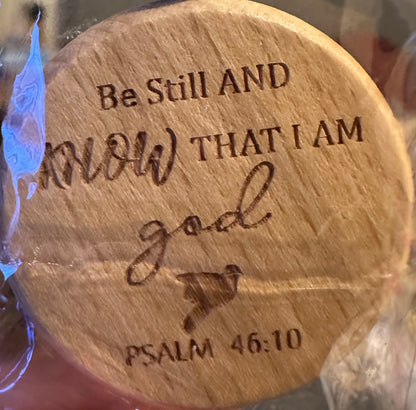 Be Still AND
KNOW THAT I AM
god
PSALM 46:10